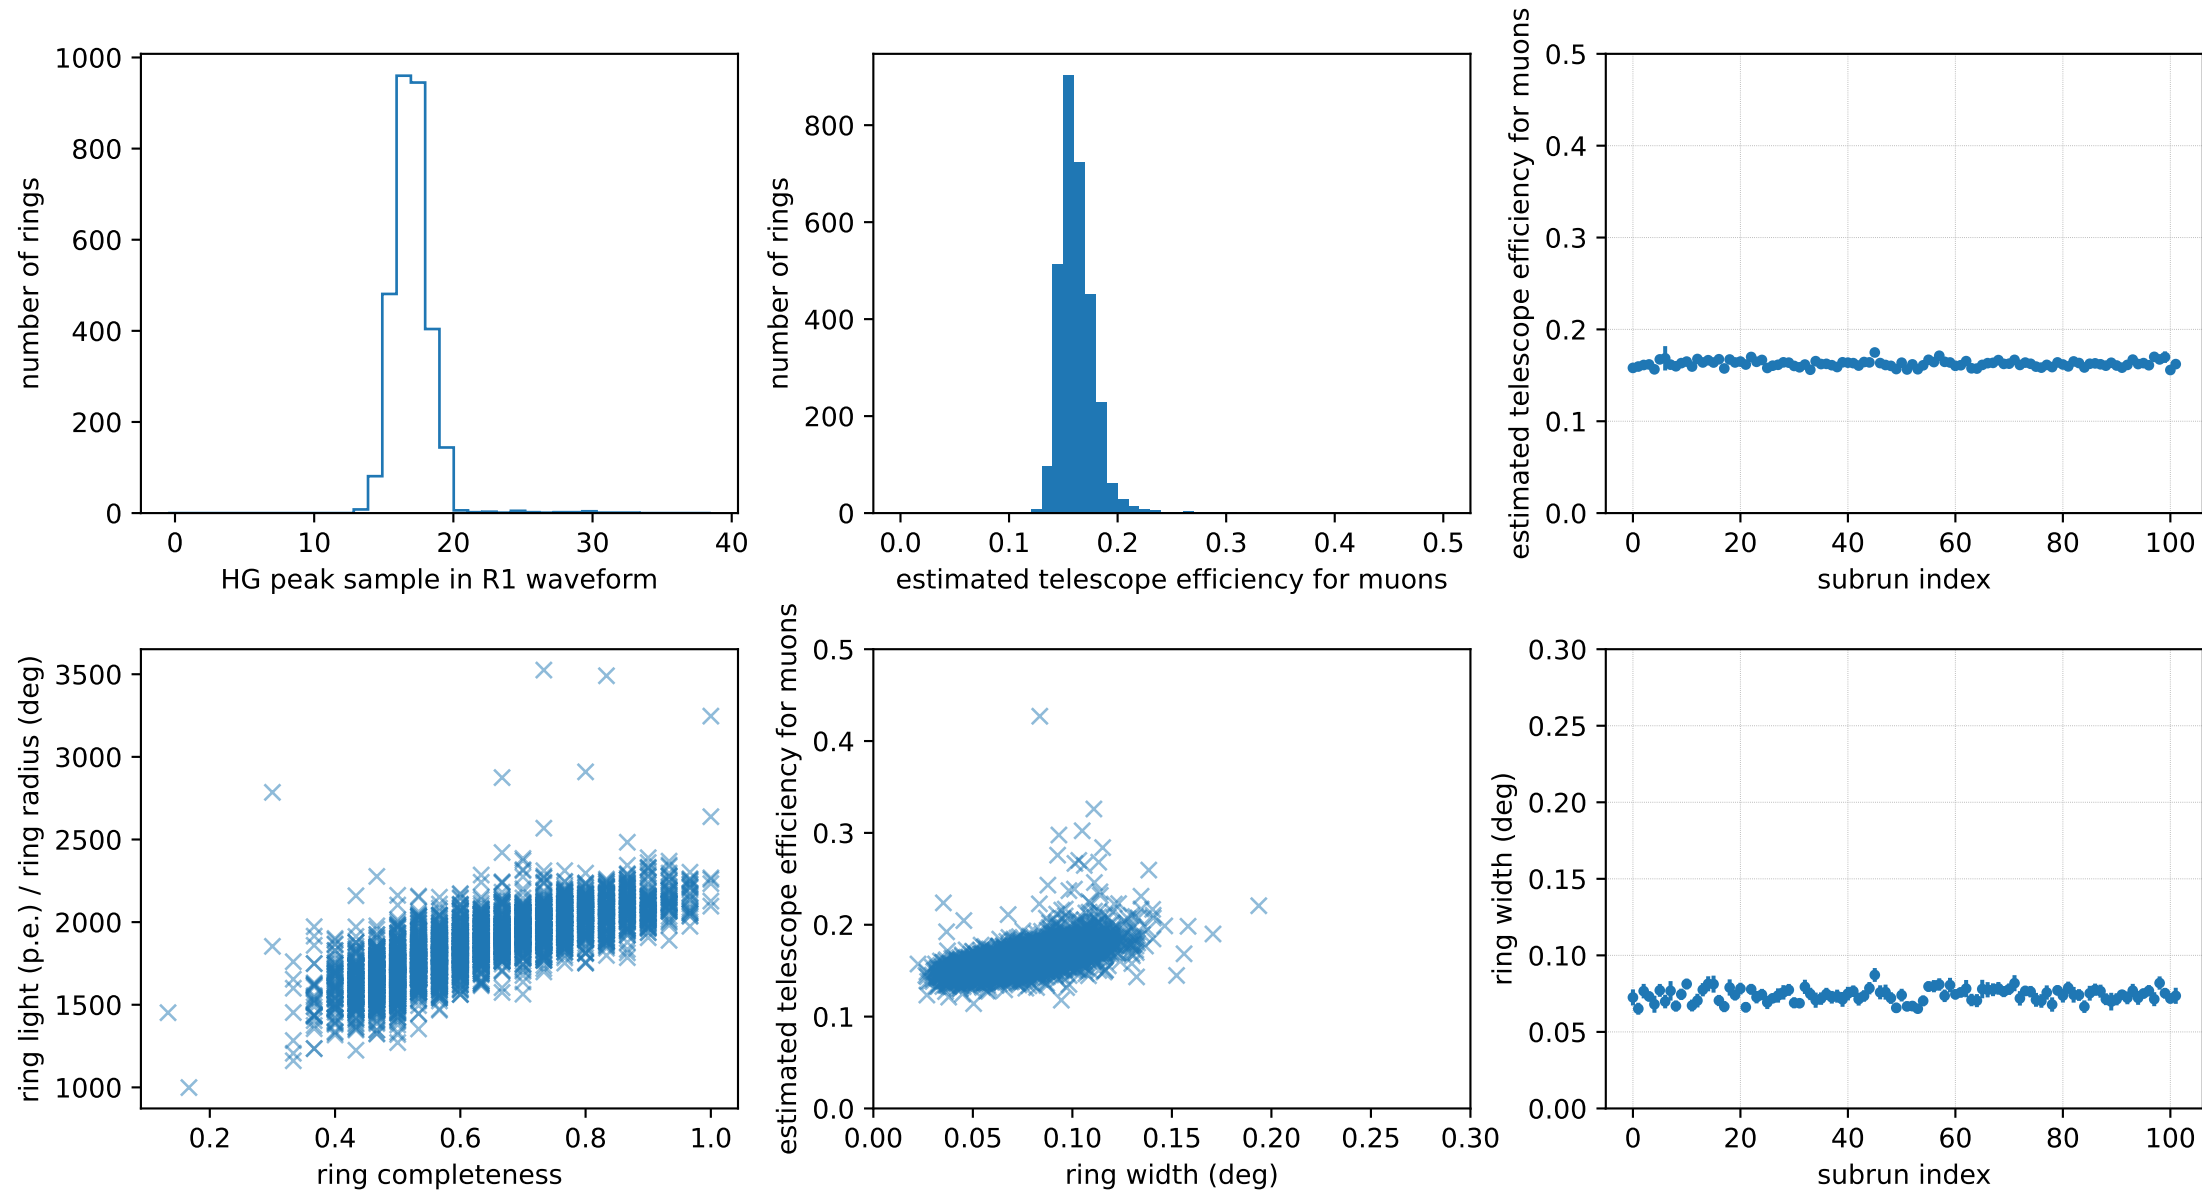 1000
800
600
400
200
0
number of rings
0 10 20 30 40
HG peak sample in R1 waveform
800
600
400
200
0
number of rings
0.0 0.1 0.2 0.3 0.4 0.5
estimated telescope efficiency for muons
0.5
0.4
0.3
0.2
0.1
0.0
estimated telescope efficiency for muons
0 20 40 60 80 100
subrun index
3500
3000
2500
2000
1500
1000
ring light (p.e.) / ring radius (deg)
0.2 0.4 0.6 0.8 1.0
ring completeness
0.5
0.4
0.3
0.2
0.1
0.0
estimated telescope efficiency for muons
0.00 0.05 0.10 0.15 0.20 0.25 0.30
ring width (deg)
0.30
0.25
0.20
0.15
0.10
0.05
0.00
ring width (deg)
0 20 40 60 80 100
subrun index